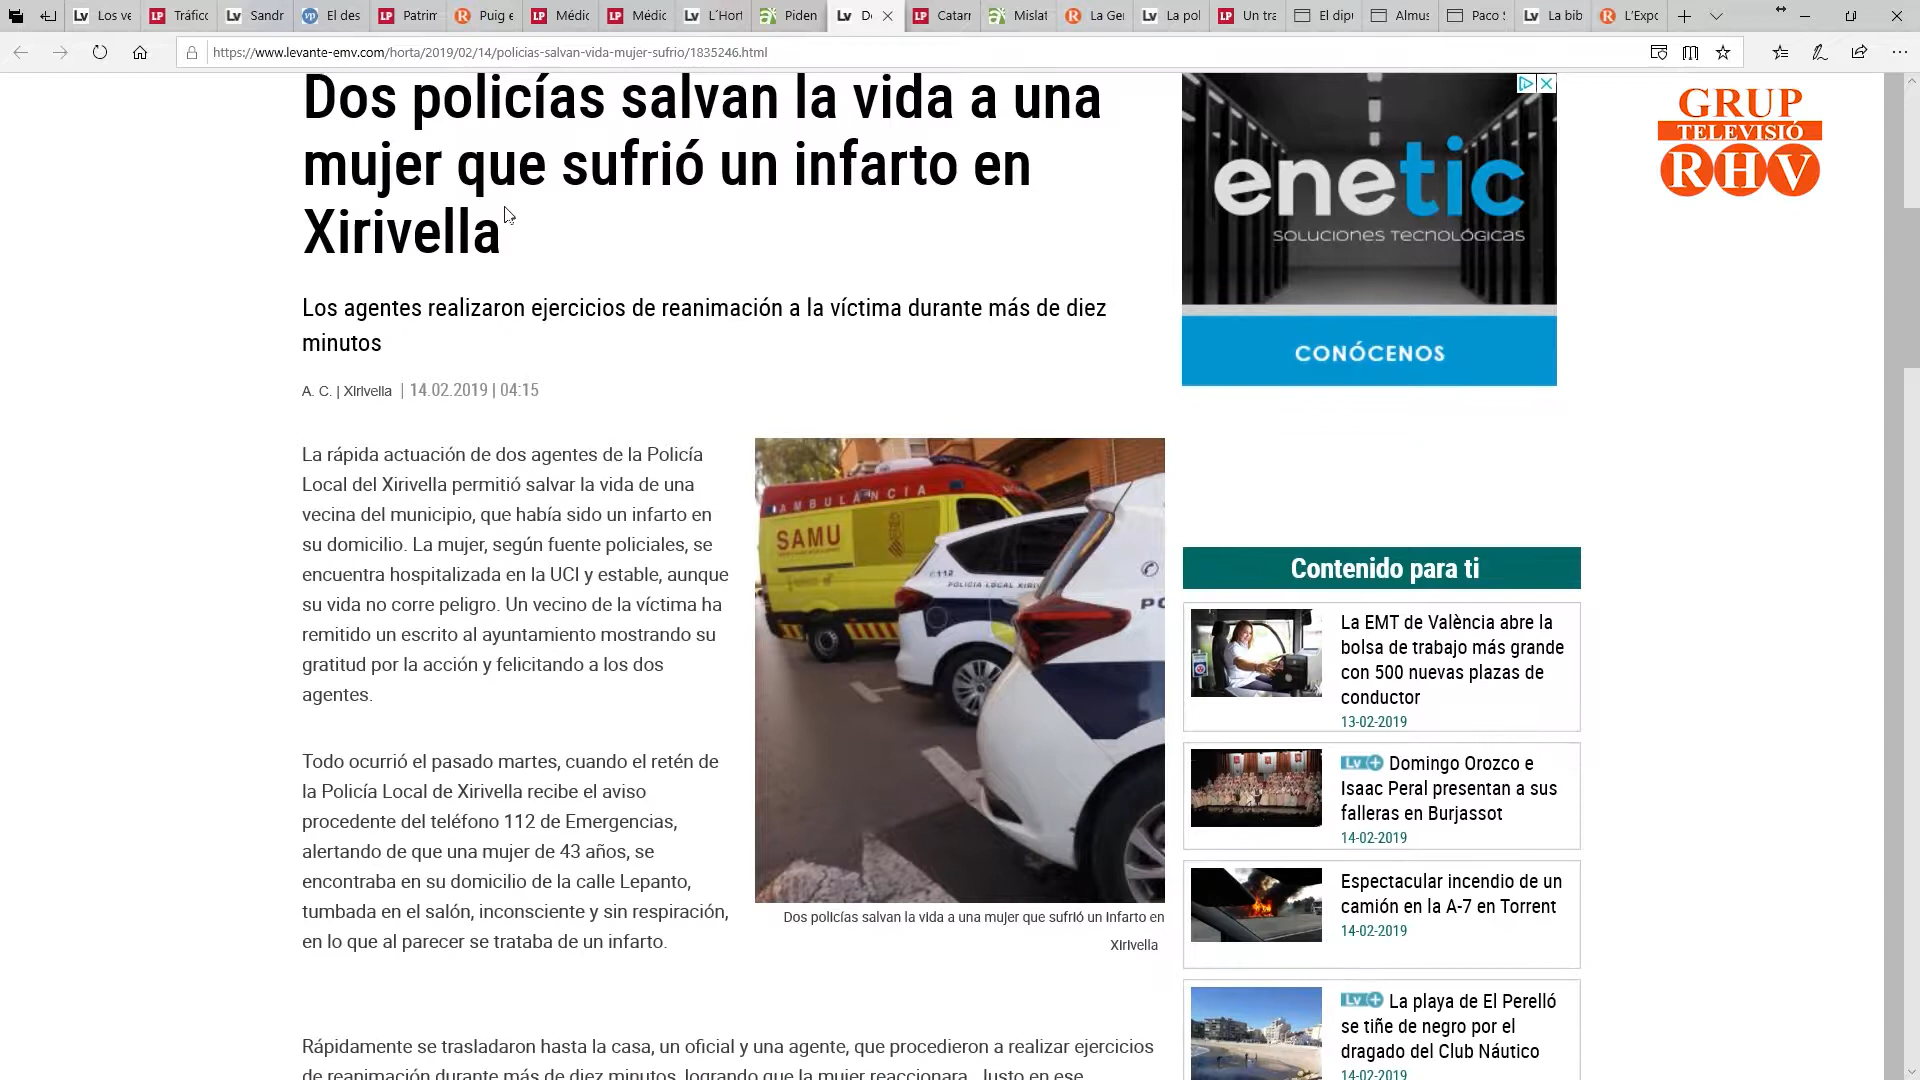 Los ve
Tráfic
Sandr
El des
Patrim
Puig e
Médic
Médic
L´Hort
Piden
Catarr
Mislat
La Ge
La pol
Un tra
El dip
Almus
Paco S
La bib
L'Expo
https://www.levante-emv.com/horta/2019/02/14/policias-salvan-vida-mujer-sufrio/1835246.html
Dos policías salvan la vida a una
mujer que sufrió un infarto en
Xirivella
Los agentes realizaron ejercicios de reanimación a la víctima durante más de diez
minutos
A. C. | Xirivella | 14.02.2019 | 04:15
La rápida actuación de dos agentes de la Policía
Local del Xirivella permitió salvar la vida de una
vecina del municipio, que había sido un infarto en
su domicilio. La mujer, según fuente policiales, se
encuentra hospitalizada en la UCI y estable, aunque
su vida no corre peligro. Un vecino de la víctima ha
remitido un escrito al ayuntamiento mostrando su
gratitud por la acción y felicitando a los dos
agentes.
Todo ocurrió el pasado martes, cuando el retén de
la Policía Local de Xirivella recibe el aviso
procedente del teléfono 112 de Emergencias,
alertando de que una mujer de 43 años, se
encontraba en su domicilio de la calle Lepanto,
tumbada en el salón, inconsciente y sin respiración,
en lo que al parecer se trataba de un infarto.
AMBULANCIA
SAMU
112
POLICIA LOCAL XIRI
PO
Dos policías salvan la vida a una mujer que sufrió un infarto en
Xirivella
Rápidamente se trasladaron hasta la casa, un oficial y una agente, que procedieron a realizar ejercicios
de reanimación durante más de diez minutos, logrando que la mujer reaccionara. Justo en ese
enetic
SOLUCIONES TECNOLÓGICAS
CONÓCENOS
GRUP
TELEVISIÓ
RHV
Contenido para ti
La EMT de València abre la
bolsa de trabajo más grande
con 500 nuevas plazas de
conductor
13-02-2019
Lv+ Domingo Orozco e
Isaac Peral presentan a sus
falleras en Burjassot
14-02-2019
Espectacular incendio de un
camión en la A-7 en Torrent
14-02-2019
Lv+ La playa de El Perelló
se tiñe de negro por el
dragado del Club Náutico
14-02-2019